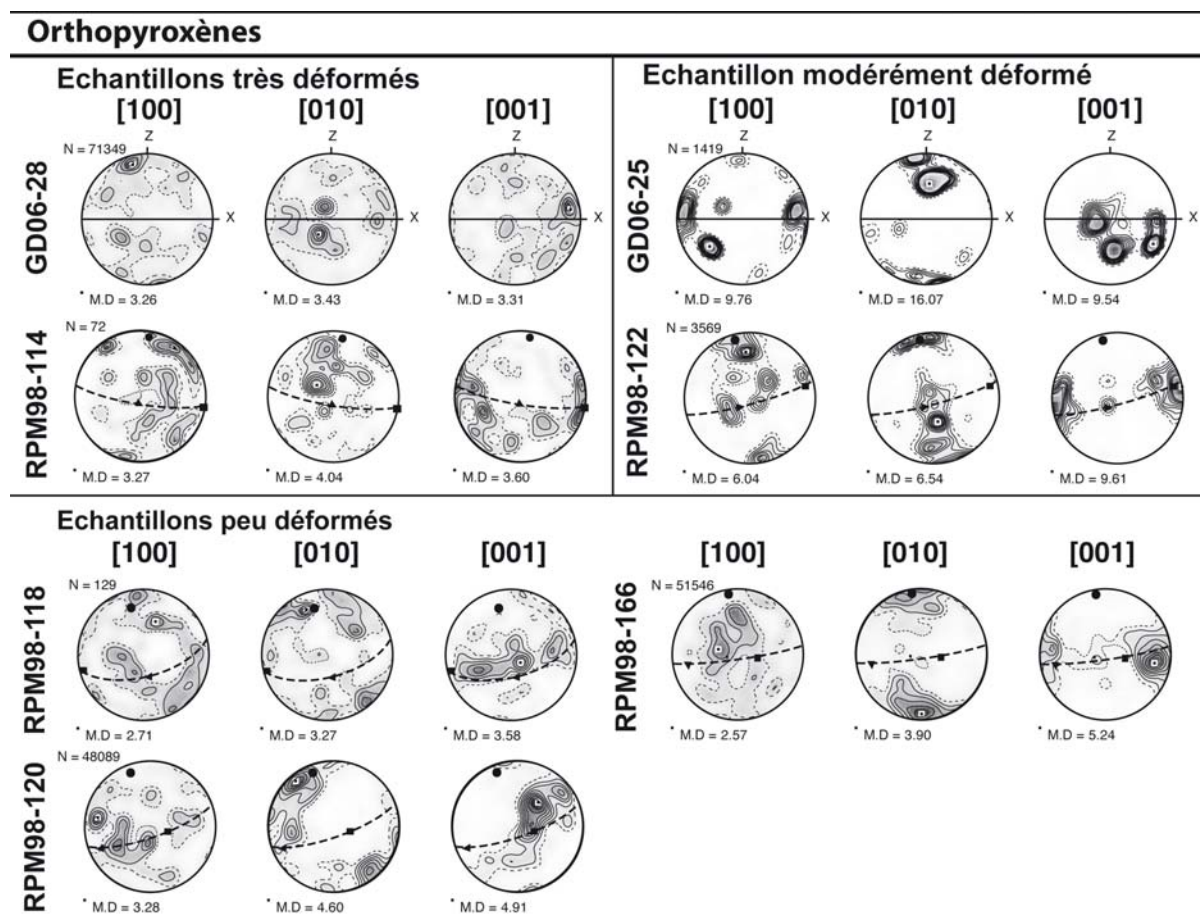 Orthopyroxènes
Echantillons très déformés
[100] [010] [001]
Z Z Z
GD06-28
N = 71349
X X X
* M.D = 3.26 * M.D = 3.43 * M.D = 3.31
RPM98-114
N = 72
* M.D = 3.27 * M.D = 4.04 * M.D = 3.60
Echantillon modérément déformé
[100] [010] [001]
Z Z Z
GD06-25
N = 1419
X X X
* M.D = 9.76 * M.D = 16.07 * M.D = 9.54
RPM98-122
N = 3569
* M.D = 6.04 * M.D = 6.54 * M.D = 9.61
Echantillons peu déformés
[100] [010] [001]
RPM98-118
N = 129
* M.D = 2.71 * M.D = 3.27 * M.D = 3.58
RPM98-120
N = 48089
* M.D = 3.28 * M.D = 4.60 * M.D = 4.91
[100] [010] [001]
RPM98-166
N = 51546
* M.D = 2.57 * M.D = 3.90 * M.D = 5.24